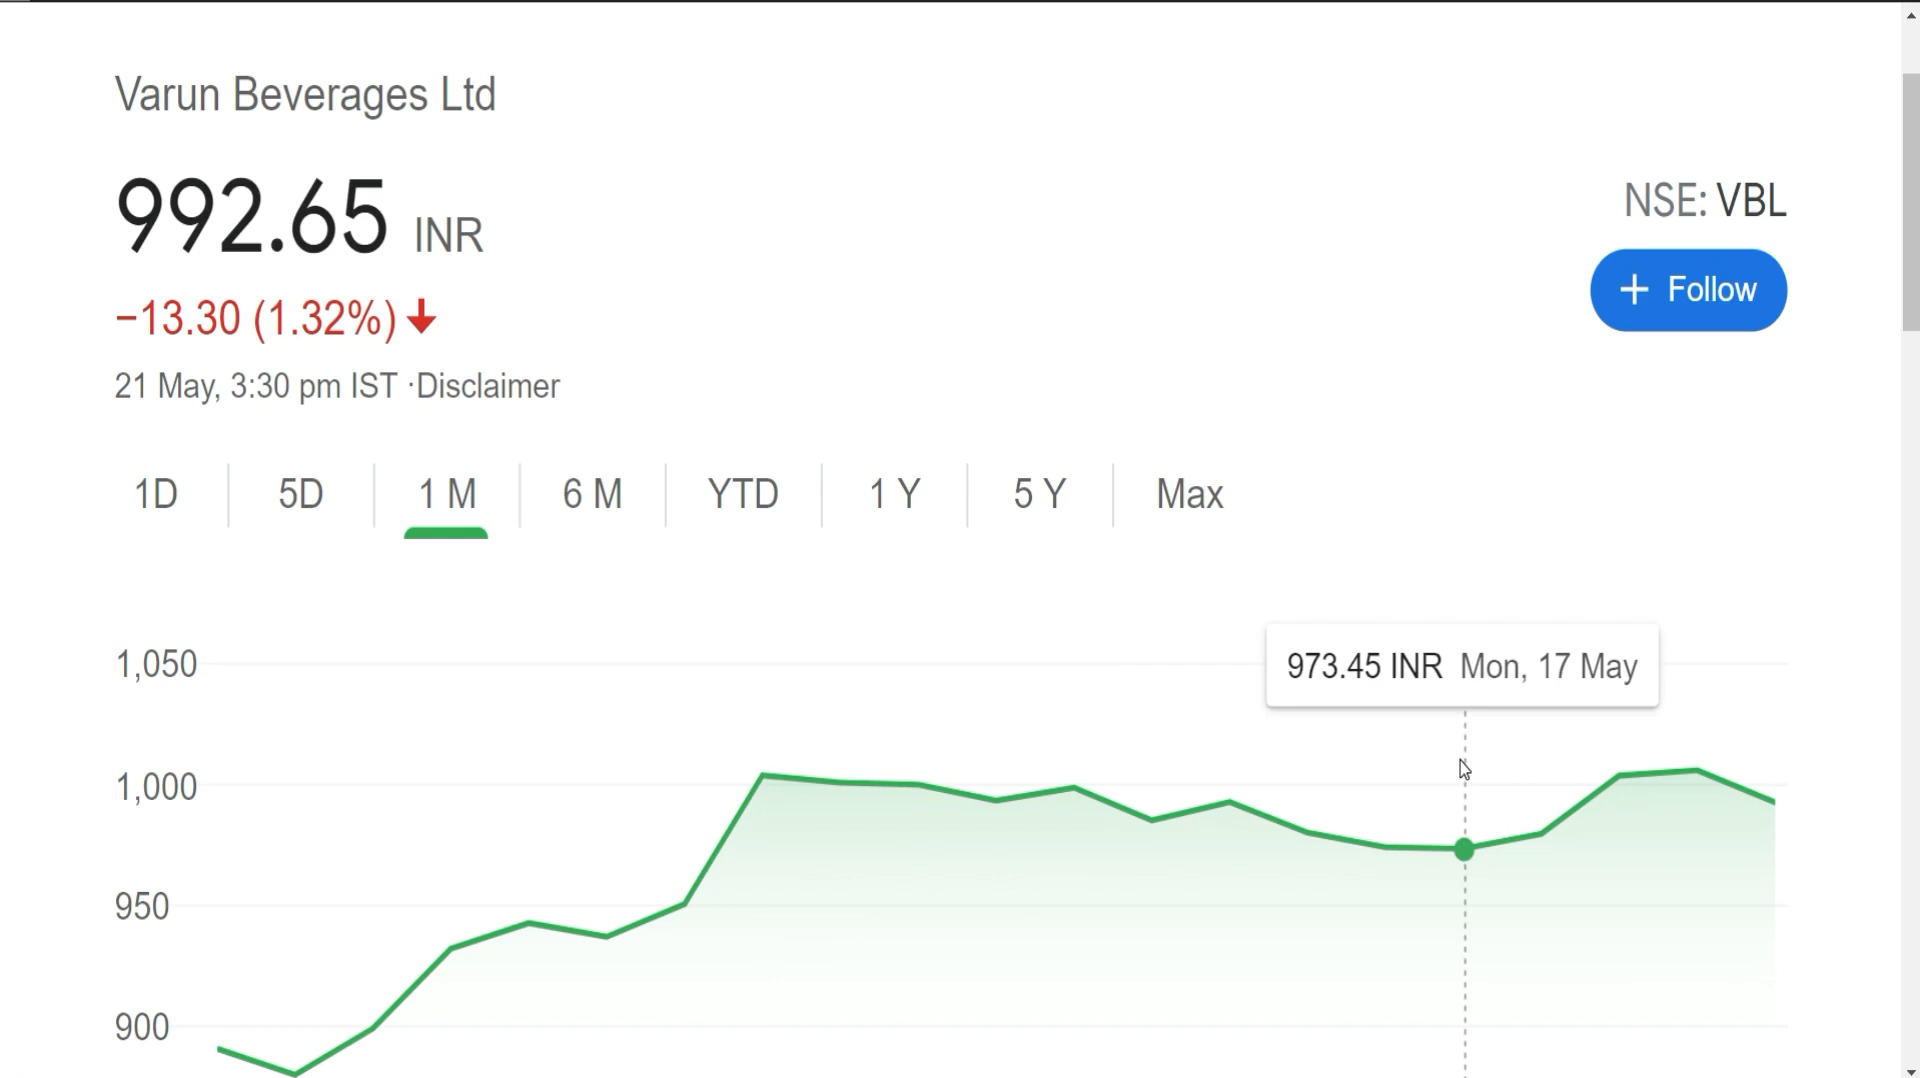 Varun Beverages Ltd
992.65 INR
NSE: VBL
+ Follow
−13.30 (1.32%)
21 May, 3:30 pm IST ·Disclaimer
1D 5D 1 M 6 M YTD 1 Y 5 Y Max
973.45 INR Mon, 17 May
1,050
1,000
950
900